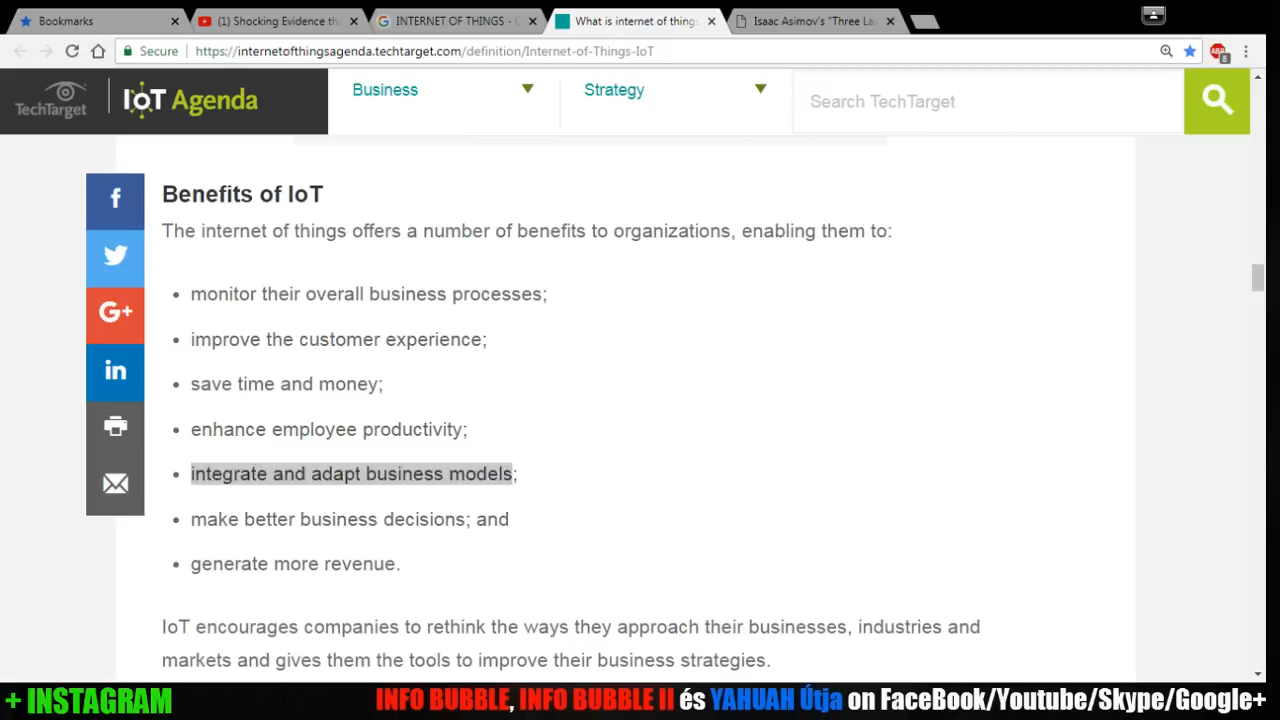 Bookmarks
(1) Shocking Evidence tha
INTERNET OF THINGS - G
What is internet of thing
Isaac Asimov's "Three La
Secure
https://internetofthingsagenda.techtarget.com/definition/Internet-of-Things-IoT
ABP
8
TechTarget
IoT Agenda
Business
Strategy
Search TechTarget
Benefits of IoT
The internet of things offers a number of benefits to organizations, enabling them to:
• monitor their overall business processes;
• improve the customer experience;
• save time and money;
• enhance employee productivity;
• integrate and adapt business models;
• make better business decisions; and
• generate more revenue.
IoT encourages companies to rethink the ways they approach their businesses, industries and
markets and gives them the tools to improve their business strategies.
f
G+
in
+ INSTAGRAM
INFO BUBBLE, INFO BUBBLE II és YAHUAH Útja on FaceBook/Youtube/Skype/Google+